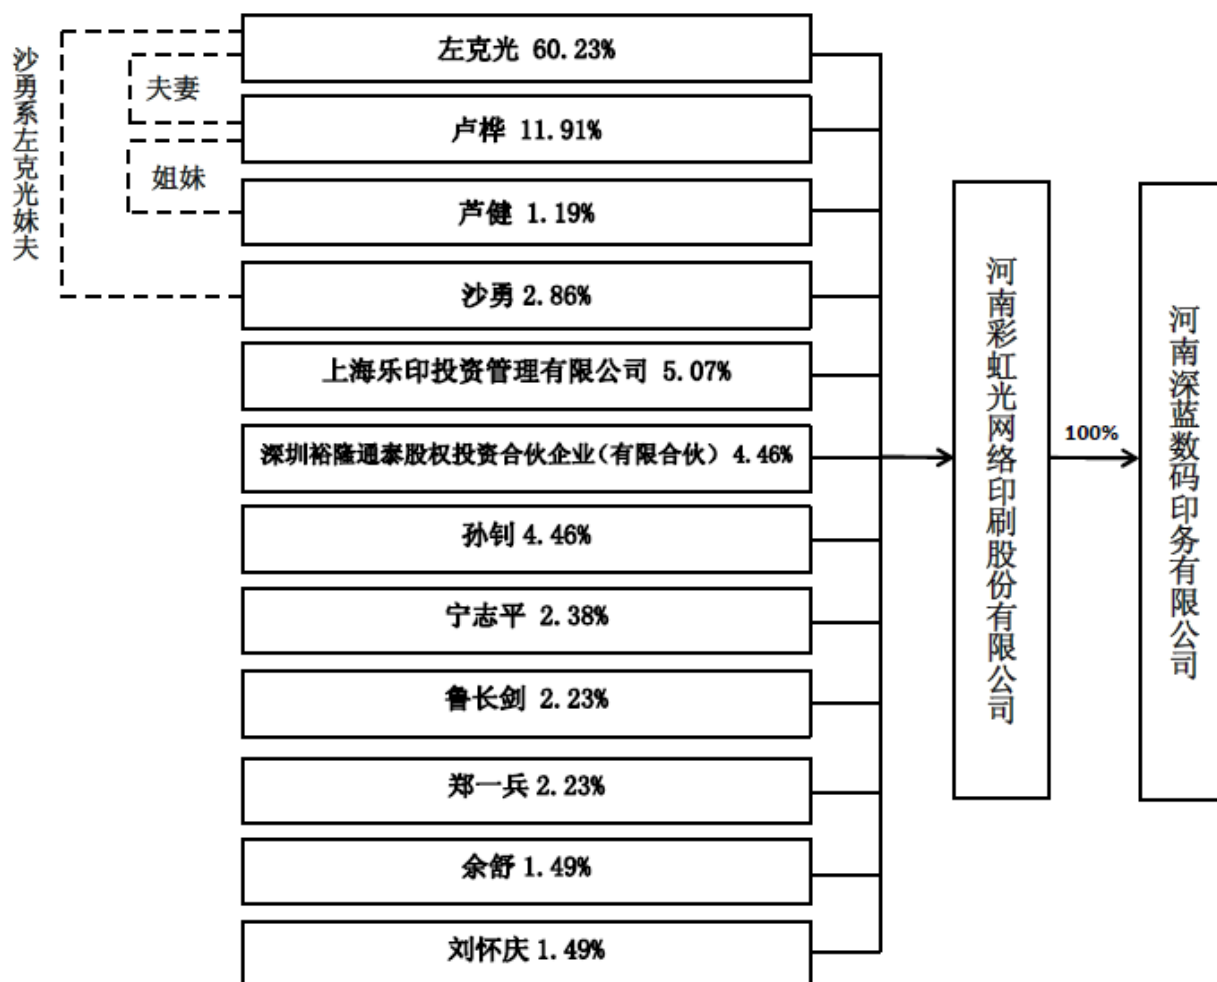 沙勇系左克光妹夫
夫妻
姐妹
左克光 60.23%
卢桦 11.91%
芦健 1.19%
沙勇 2.86%
上海乐印投资管理有限公司 5.07%
深圳裕隆通泰股权投资合伙企业(有限合伙) 4.46%
孙钊 4.46%
宁志平 2.38%
鲁长剑 2.23%
郑一兵 2.23%
余舒 1.49%
刘怀庆 1.49%
河南彩虹光网络印刷股份有限公司
100%
河南深蓝数码印务有限公司